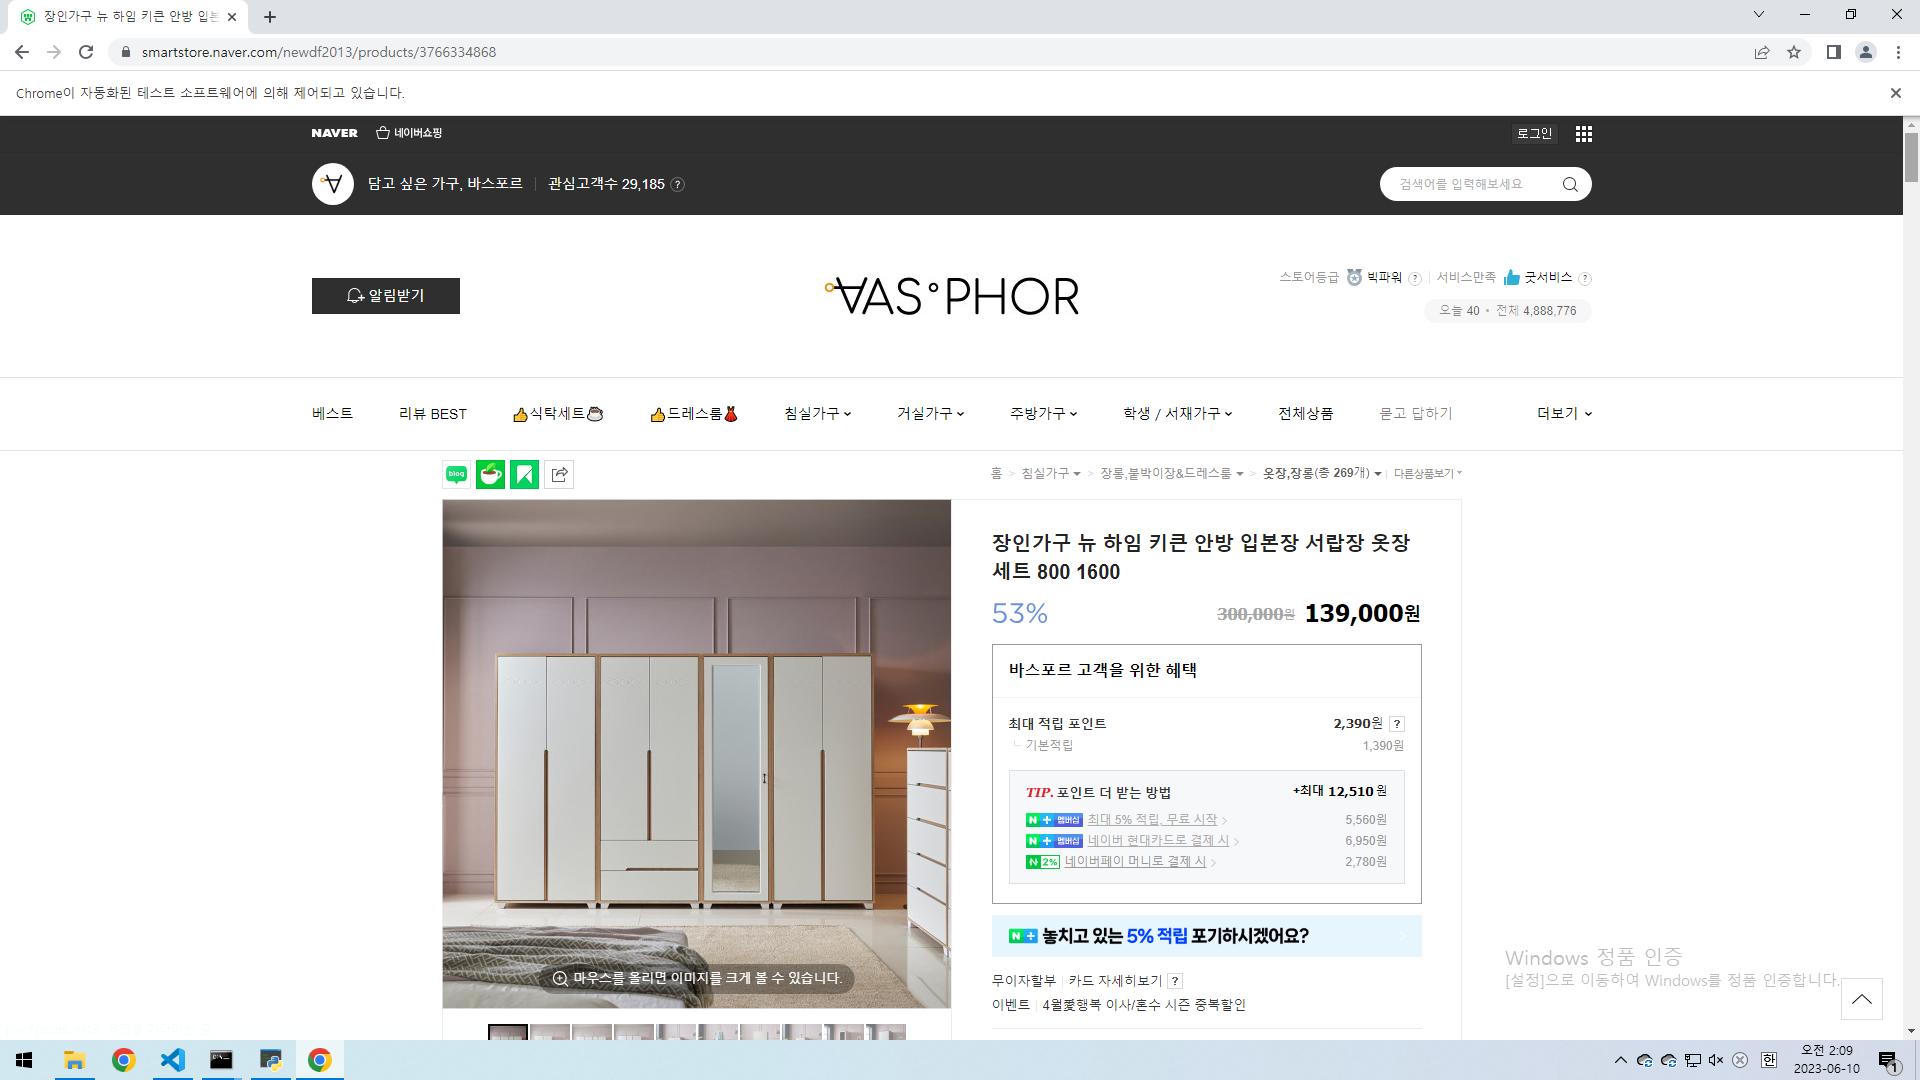 장인가구 뉴 하임 키큰 안방 입본
smartstore.naver.com/newdf2013/products/3766334868
Chrome이 자동화된 테스트 소프트웨어에 의해 제어되고 있습니다.
NAVER 네이버쇼핑
로그인
담고 싶은 가구, 바스포르 관심고객수 29,185 ?
검색어를 입력해보세요
알림받기
VAS°PHOR
스토어등급 빅파워 ? 서비스만족 굿서비스 ?
오늘 40 • 전체 4,888,776
베스트 리뷰 BEST 👍식탁세트☕ 👍드레스룸💃 침실가구 거실가구 주방가구 학생 / 서재가구 전체상품 묻고 답하기 더보기
blog
홈 > 침실가구 > 장롱,붙박이장&드레스룸 > 옷장,장롱(총 269개) 다른상품보기
장인가구 뉴 하임 키큰 안방 입본장 서랍장 옷장
세트 800 1600
53% 300,000원 139,000원
바스포르 고객을 위한 혜택
최대 적립 포인트 2,390원 ?
기본적립 1,390원
TIP. 포인트 더 받는 방법 +최대 12,510 원
N + 멤버십 최대 5% 적립, 무료 시작 > 5,560원
N + 멤버십 네이버 현대카드로 결제 시 > 6,950원
N 2% 네이버페이 머니로 결제 시 > 2,780원
N + 놓치고 있는 5% 적립 포기하시겠어요?
마우스를 올리면 이미지를 크게 볼 수 있습니다.
무이자할부 카드 자세히보기 ?
이벤트 4월愛행복 이사/혼수 시즌 중복할인
Windows 정품 인증
[설정]으로 이동하여 Windows를 정품 인증합니다.
한
오전 2:09
2023-06-10
1